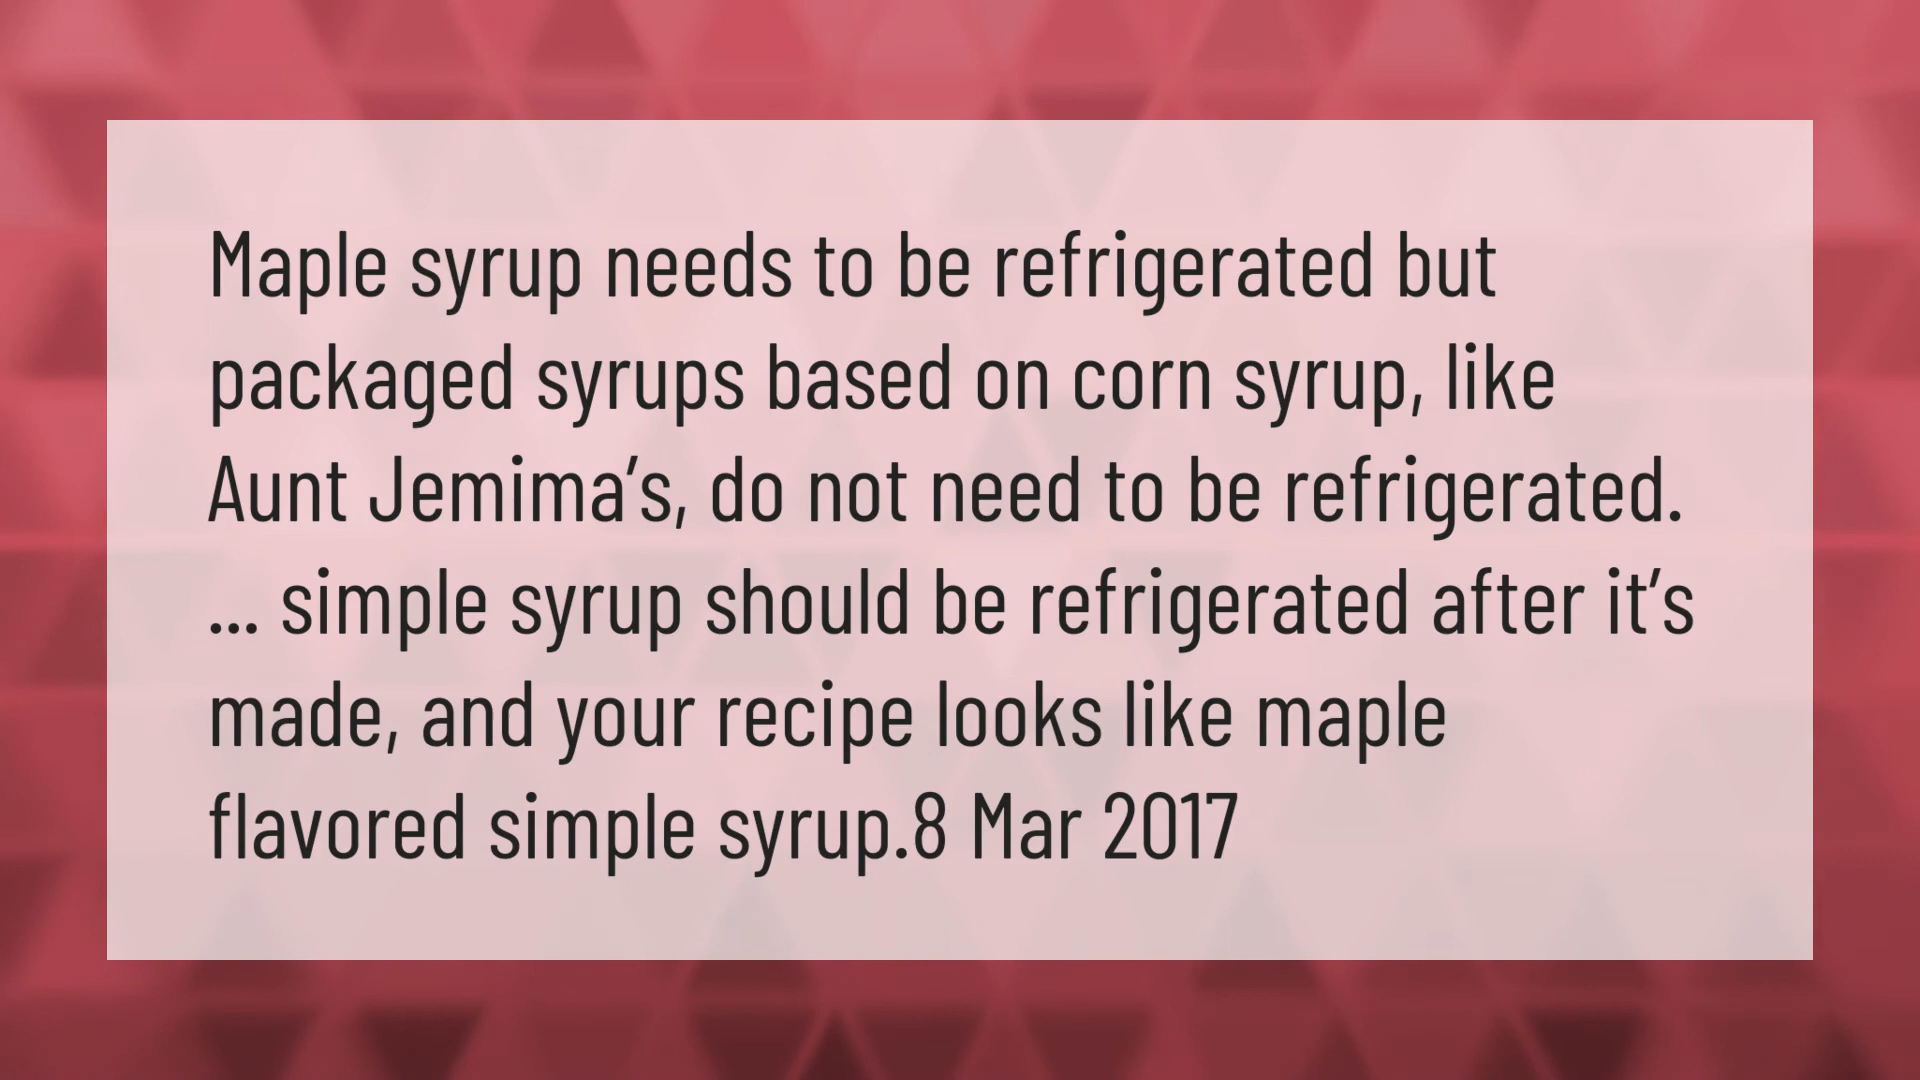 Maple syrup needs to be refrigerated but
packaged syrups based on corn syrup, like
Aunt Jemima’s, do not need to be refrigerated.
... simple syrup should be refrigerated after it’s
made, and your recipe looks like maple
flavored simple syrup.8 Mar 2017